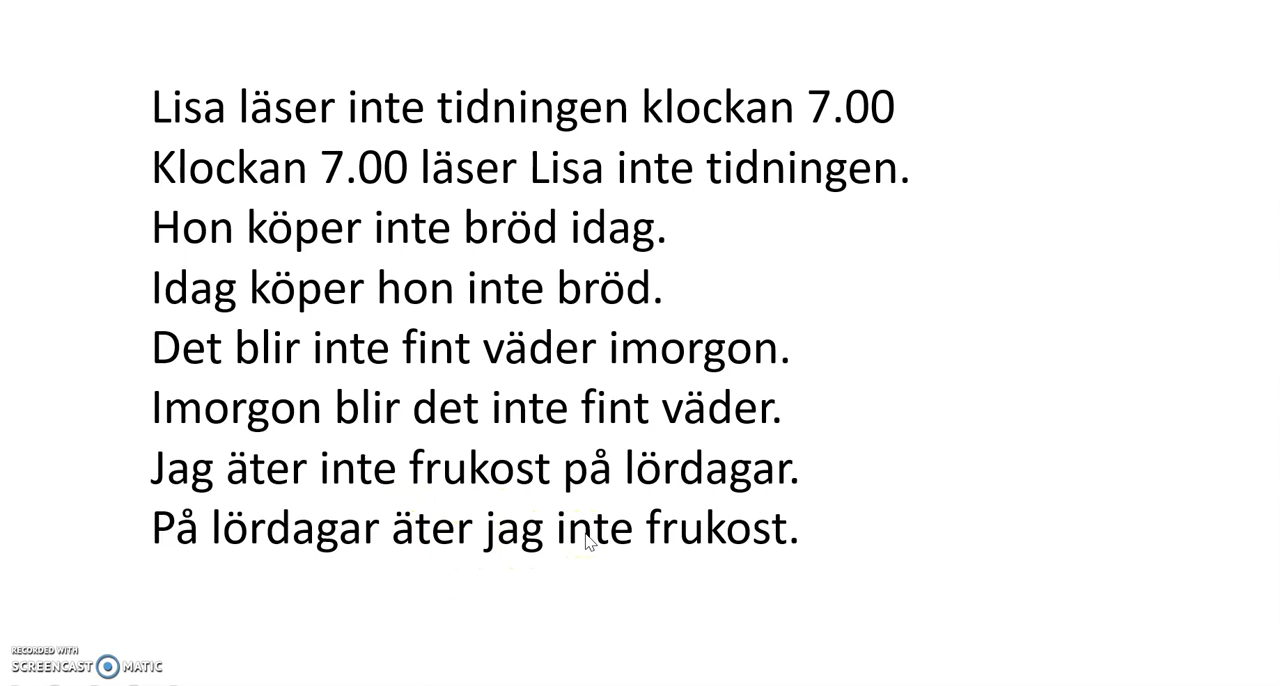 Lisa läser inte tidningen klockan 7.00
Klockan 7.00 läser Lisa inte tidningen.
Hon köper inte bröd idag.
Idag köper hon inte bröd.
Det blir inte fint väder imorgon.
Imorgon blir det inte fint väder.
Jag äter inte frukost på lördagar.
På lördagar äter jag inte frukost.
RECORDED WITH
SCREENCAST MATIC